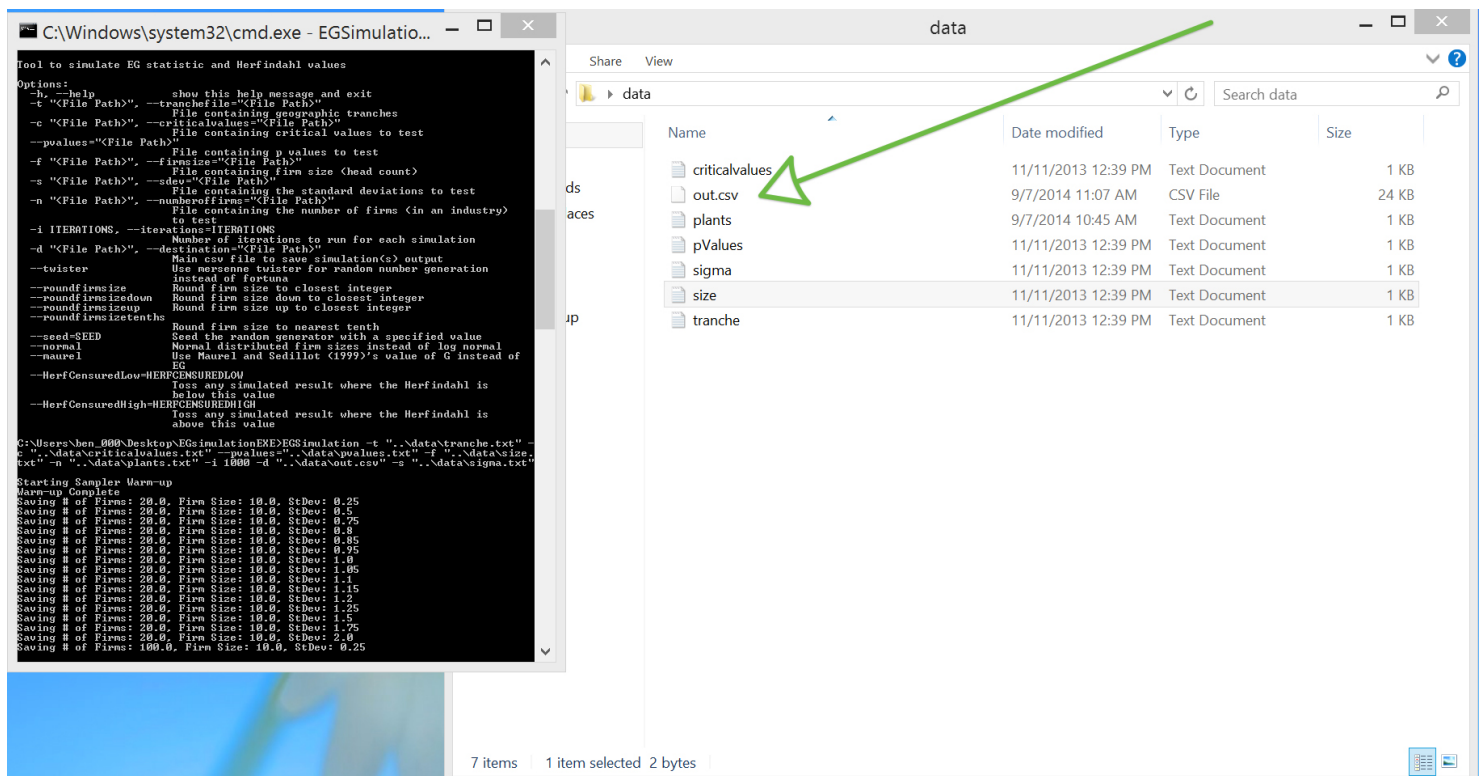 C:\Windows\system32\cmd.exe - EGSimulatio...
Tool to simulate EG statistic and Herfindahl values
Options:
-h, --help show this help message and exit
-t "<File Path>", --tranchefile="<File Path>"
File containing geographic tranches
-c "<File Path>", --criticalvalues="<File Path>"
File containing critical values to test
--pvalues="<File Path>"
File containing p values to test
-f "<File Path>", --firmsize="<File Path>"
File containing firm size (head count)
-s "<File Path>", --sdev="<File Path>"
File containing the standard deviations to test
-n "<File Path>", --numberoffirms="<File Path>"
File containing the number of firms (in an industry)
to test
-i ITERATIONS, --iterations=ITERATIONS
Number of iterations to run for each simulation
-d "<File Path>", --destination="<File Path>"
Main csv file to save simulation(s) output
--twister Use mersenne twister for random number generation
instead of fortuna
--roundfirmsize Round firm size to closest integer
--roundfirmsizedown Round firm size down to closest integer
--roundfirmsizeup Round firm size up to closest integer
--roundfirmsizetenths
Round firm size to nearest tenth
--seed=SEED Seed the random generator with a specified value
--normal Normal distributed firm sizes instead of log normal
--maurel Use Maurel and Sedillot (1999)'s value of G instead of
EG
--HerfCensuredLow=HERFCENSUREDLOW
Toss any simulated result where the Herfindahl is
below this value
--HerfCensuredHigh=HERFCENSUREDHIGH
Toss any simulated result where the Herfindahl is
above this value
C:\Users\ben_000\Desktop\EGsimulationEXE>EGSimulation -t "..\data\tranche.txt" -
c "..\data\criticalvalues.txt" --pvalues="..\data\pvalues.txt" -f "..\data\size.
txt" -n "..\data\plants.txt" -i 1000 -d "..\data\out.csv" -s "..\data\sigma.txt"
Starting Sampler Warm-up
Warm-up Complete
Saving # of Firms: 20.0, Firm Size: 10.0, StDev: 0.25
Saving # of Firms: 20.0, Firm Size: 10.0, StDev: 0.5
Saving # of Firms: 20.0, Firm Size: 10.0, StDev: 0.75
Saving # of Firms: 20.0, Firm Size: 10.0, StDev: 0.8
Saving # of Firms: 20.0, Firm Size: 10.0, StDev: 0.85
Saving # of Firms: 20.0, Firm Size: 10.0, StDev: 0.95
Saving # of Firms: 20.0, Firm Size: 10.0, StDev: 1.0
Saving # of Firms: 20.0, Firm Size: 10.0, StDev: 1.05
Saving # of Firms: 20.0, Firm Size: 10.0, StDev: 1.1
Saving # of Firms: 20.0, Firm Size: 10.0, StDev: 1.15
Saving # of Firms: 20.0, Firm Size: 10.0, StDev: 1.2
Saving # of Firms: 20.0, Firm Size: 10.0, StDev: 1.25
Saving # of Firms: 20.0, Firm Size: 10.0, StDev: 1.5
Saving # of Firms: 20.0, Firm Size: 10.0, StDev: 1.75
Saving # of Firms: 20.0, Firm Size: 10.0, StDev: 2.0
Saving # of Firms: 100.0, Firm Size: 10.0, StDev: 0.25
data
Share View
data Search data
Name Date modified Type Size
criticalvalues 11/11/2013 12:39 PM Text Document 1 KB
ds out.csv 9/7/2014 11:07 AM CSV File 24 KB
aces plants 9/7/2014 10:45 AM Text Document 1 KB
pValues 11/11/2013 12:39 PM Text Document 1 KB
sigma 11/11/2013 12:39 PM Text Document 1 KB
size 11/11/2013 12:39 PM Text Document 1 KB
up tranche 11/11/2013 12:39 PM Text Document 1 KB
7 items 1 item selected 2 bytes